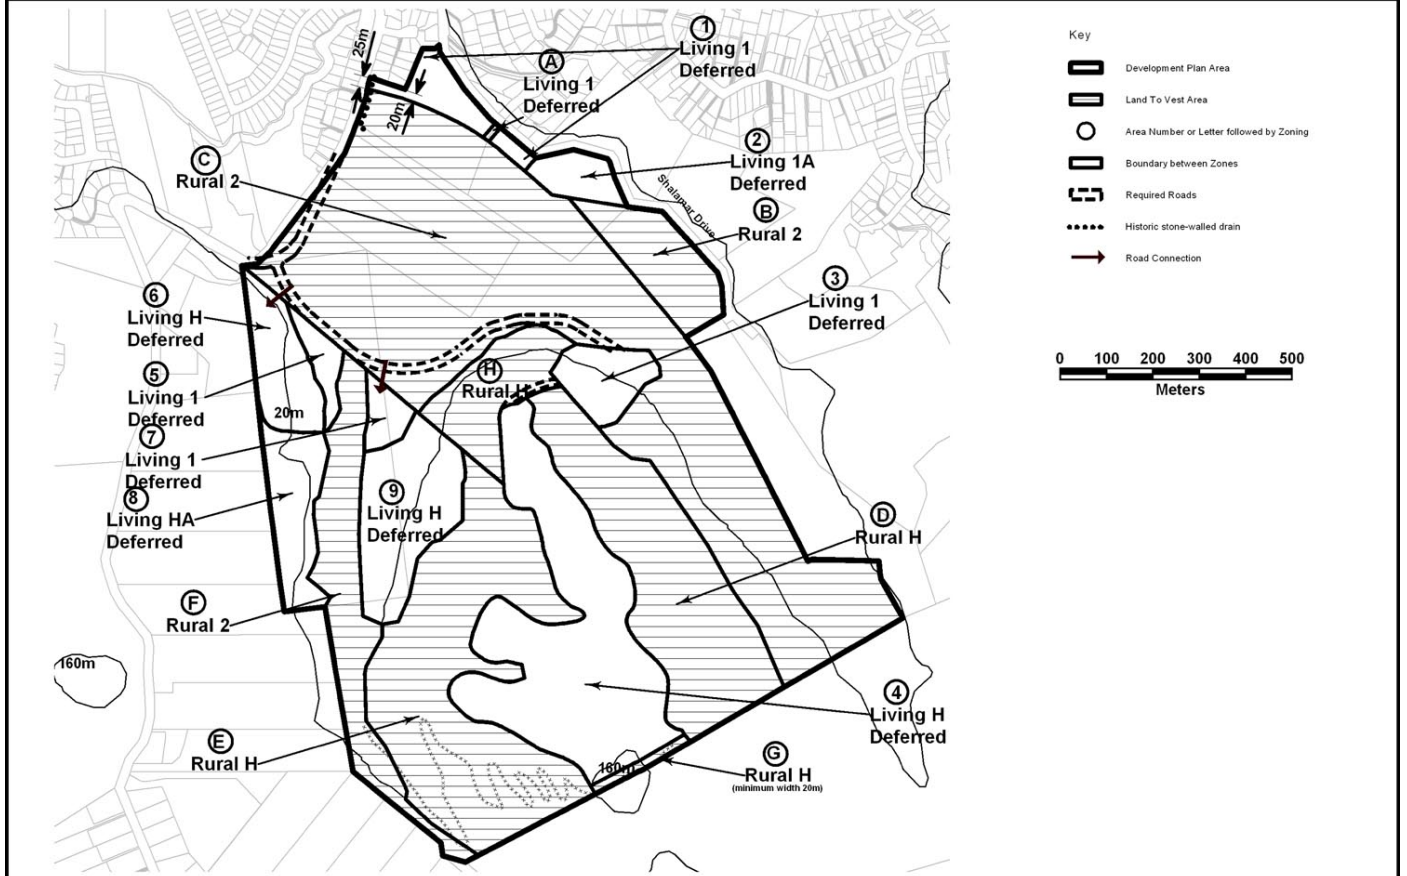 25m
1
Living 1
Deferred
A
Living 1
Deferred
20m
2
Living 1A
Deferred
C
Rural 2
Shalamar Drive
B
Rural 2
3
Living 1
Deferred
6
Living H
Deferred
H
Rural H
5
Living 1
Deferred
20m
7
Living 1
Deferred
8
Living HA
Deferred
9
Living H
Deferred
D
Rural H
F
Rural 2
160m
4
Living H
Deferred
E
Rural H
160m
G
Rural H
(minimum width 20m)
Key
Development Plan Area
Land To Vest Area
Area Number or Letter followed by Zoning
Boundary between Zones
Required Roads
Historic stone-walled drain
Road Connection
0 100 200 300 400 500
Meters